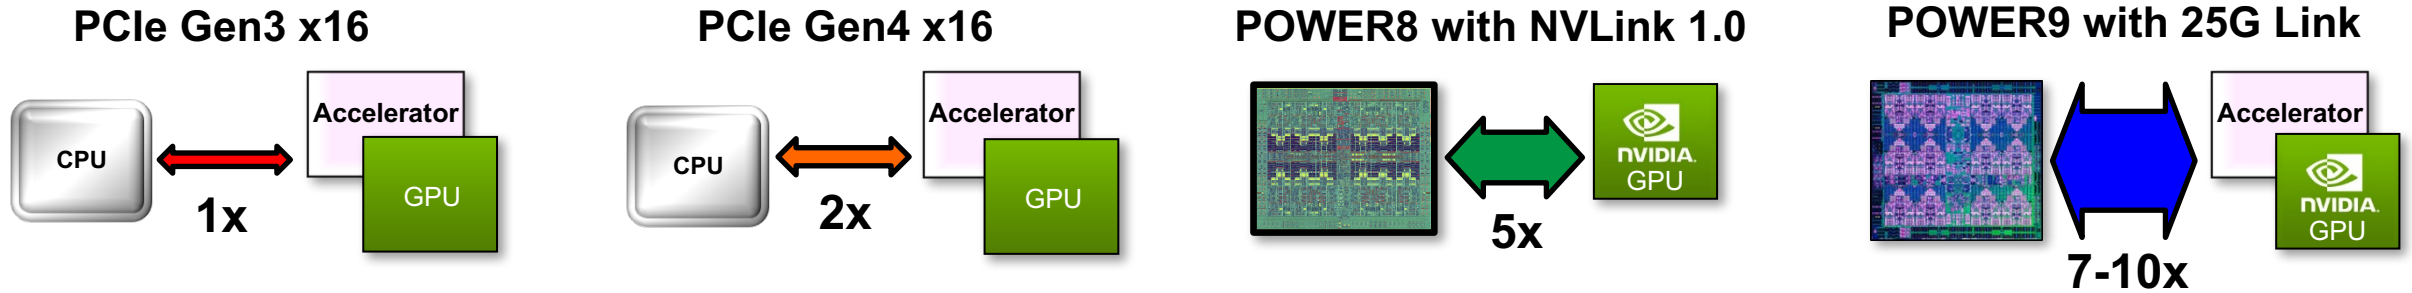 PCIe Gen3 x16
CPU
Accelerator
GPU
1x
PCIe Gen4 x16
CPU
Accelerator
GPU
2x
POWER8 with NVLink 1.0
NVIDIA.
GPU
5x
POWER9 with 25G Link
Accelerator
NVIDIA.
GPU
7-10x